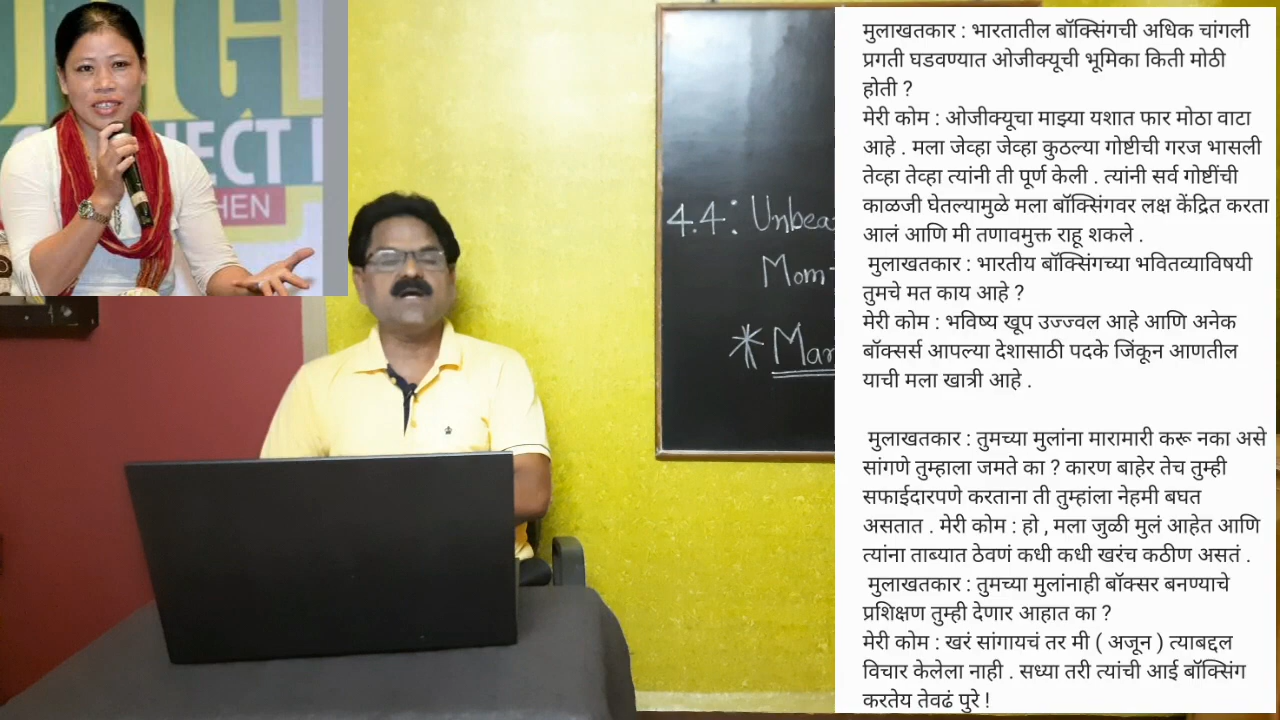 IG
ECT
HEN
4.4: Unbea
Mom-
* Mar
मुलाखतकार : भारतातील बॉक्सिंगची अधिक चांगली
प्रगती घडवण्यात ओजीक्यूची भूमिका किती मोठी
होती ?
मेरी कोम : ओजीक्यूचा माझ्या यशात फार मोठा वाटा
आहे . मला जेव्हा जेव्हा कुठल्या गोष्टीची गरज भासली
तेव्हा तेव्हा त्यांनी ती पूर्ण केली . त्यांनी सर्व गोष्टींची
काळजी घेतल्यामुळे मला बॉक्सिंगवर लक्ष केंद्रित करता
आलं आणि मी तणावमुक्त राहू शकले .
मुलाखतकार : भारतीय बॉक्सिंगच्या भवितव्याविषयी
तुमचे मत काय आहे ?
मेरी कोम : भविष्य खूप उज्ज्वल आहे आणि अनेक
बॉक्सर्स आपल्या देशासाठी पदके जिंकून आणतील
याची मला खात्री आहे .
मुलाखतकार : तुमच्या मुलांना मारामारी करू नका असे
सांगणे तुम्हाला जमते का ? कारण बाहेर तेच तुम्ही
सफाईदारपणे करताना ती तुम्हांला नेहमी बघत
असतात . मेरी कोम : हो , मला जुळी मुलं आहेत आणि
त्यांना ताब्यात ठेवणं कधी कधी खरंच कठीण असतं .
मुलाखतकार : तुमच्या मुलांनाही बॉक्सर बनण्याचे
प्रशिक्षण तुम्ही देणार आहात का ?
मेरी कोम : खरं सांगायचं तर मी ( अजून ) त्याबद्दल
विचार केलेला नाही . सध्या तरी त्यांची आई बॉक्सिंग
करतेय तेवढं पुरे !